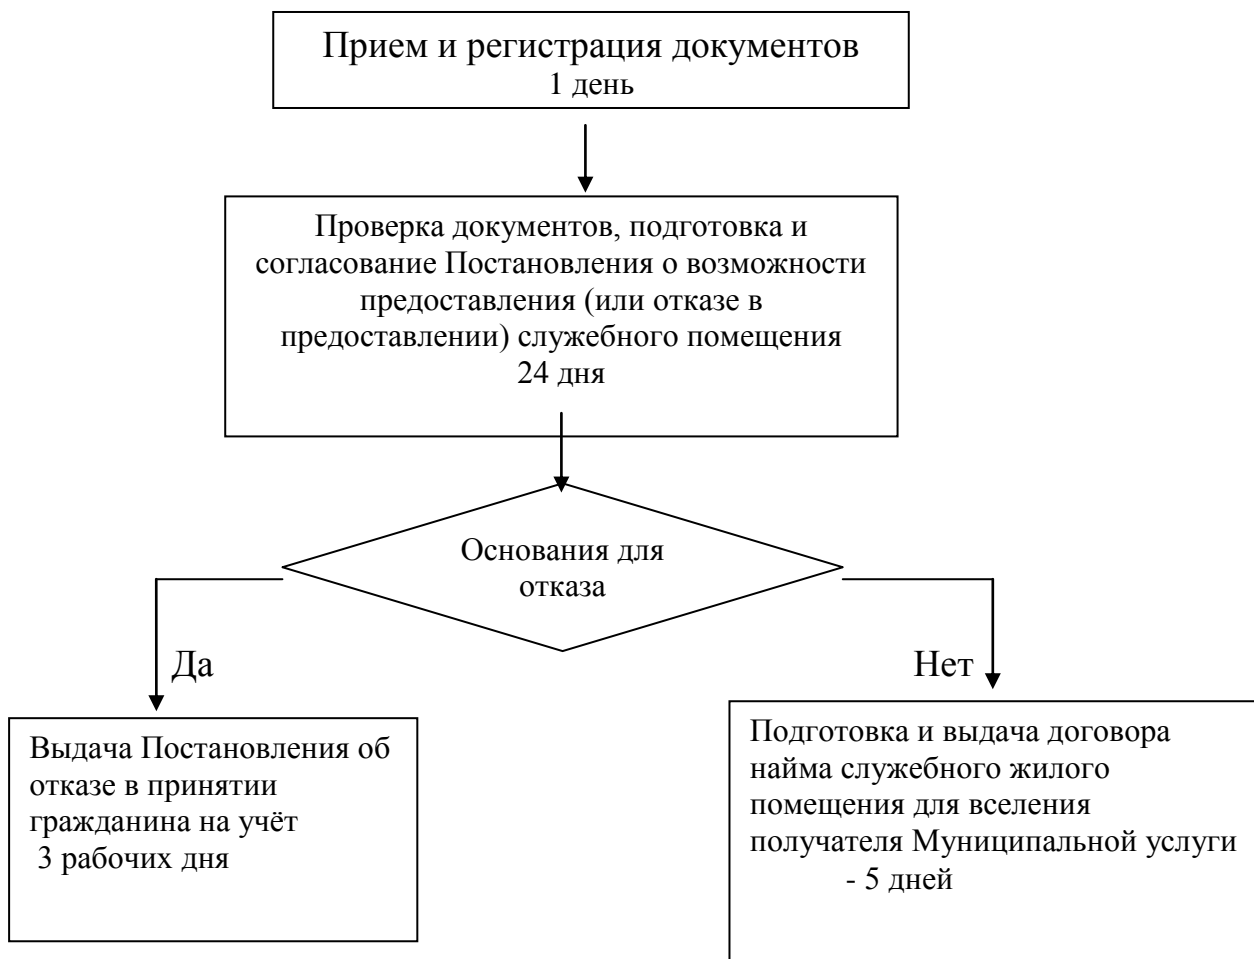 Прием и регистрация документов
1 день
Проверка документов, подготовка и
согласование Постановления о возможности
предоставления (или отказе в
предоставлении) служебного помещения
24 дня
Основания для
отказа
Да
Нет
Выдача Постановления об
отказе в принятии
гражданина на учёт
3 рабочих дня
Подготовка и выдача договора
найма служебного жилого
помещения для вселения
получателя Муниципальной услуги
- 5 дней